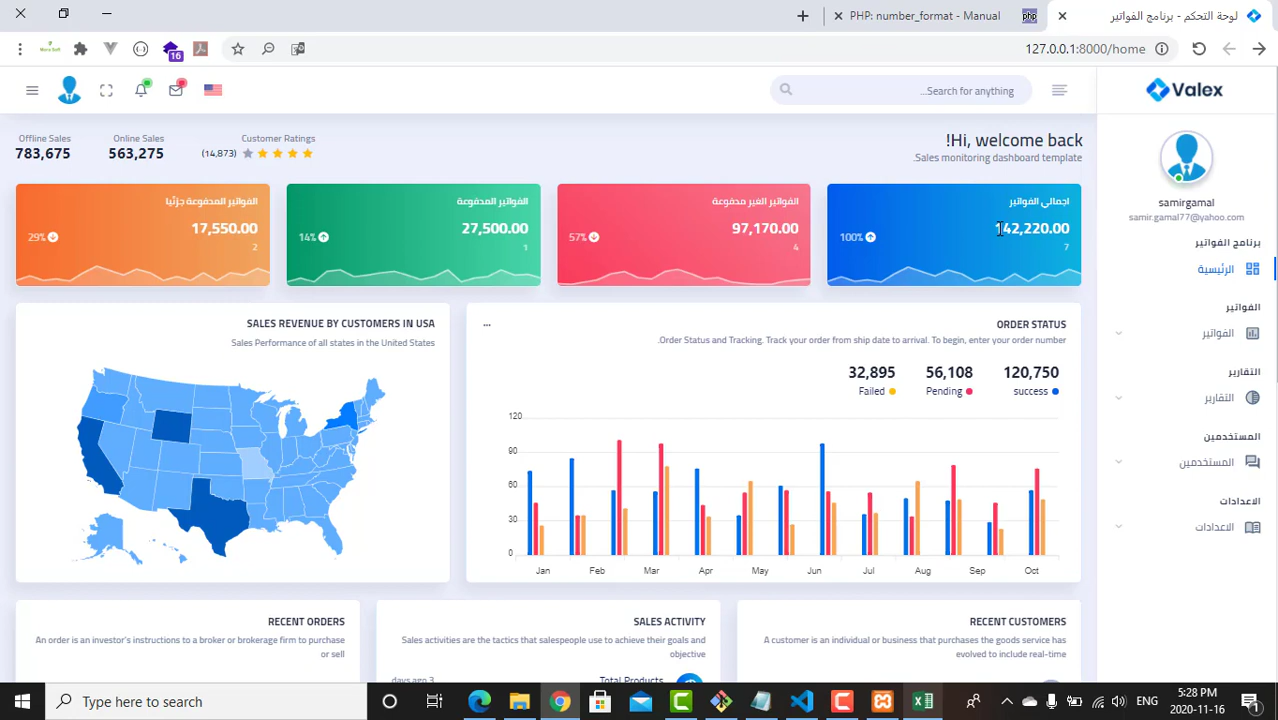 PHP: number_format - Manual
لوحة التحكم - برنامج الفواتير
16
127.0.0.1:8000/home
Search for anything...
Valex
samirgamal
samir.gamal77@yahoo.com
برنامج الفواتير
الرئيسية
الفواتير
الفواتير
التقارير
التقارير
المستخدمين
المستخدمين
الاعدادات
الاعدادات
Hi, welcome back!
Sales monitoring dashboard template.
Customer Ratings
(14,873)
Online Sales
563,275
Offline Sales
783,675
اجمالي الفواتير
142,220.00
7
100%
الفواتير الغير مدفوعة
97,170.00
4
57%
الفواتير المدفوعة
27,500.00
1
14%
الفواتير المدفوعة جزئيا
17,550.00
2
29%
ORDER STATUS
...
Order Status and Tracking. Track your order from ship date to arrival. To begin, enter your order number.
120,750
success
56,108
Pending
32,895
Failed
120
90
60
30
0
Jan Feb Mar Apr May Jun Jul Aug Sep Oct
SALES REVENUE BY CUSTOMERS IN USA
Sales Performance of all states in the United States
RECENT CUSTOMERS
A customer is an individual or business that purchases the goods service has
evolved to include real-time
SALES ACTIVITY
Sales activities are the tactics that salespeople use to achieve their goals and
objective
Total Products
days ago 3
RECENT ORDERS
An order is an investor's instructions to a broker or brokerage firm to purchase
or sell
Type here to search
ENG
5:28 PM
2020-11-16